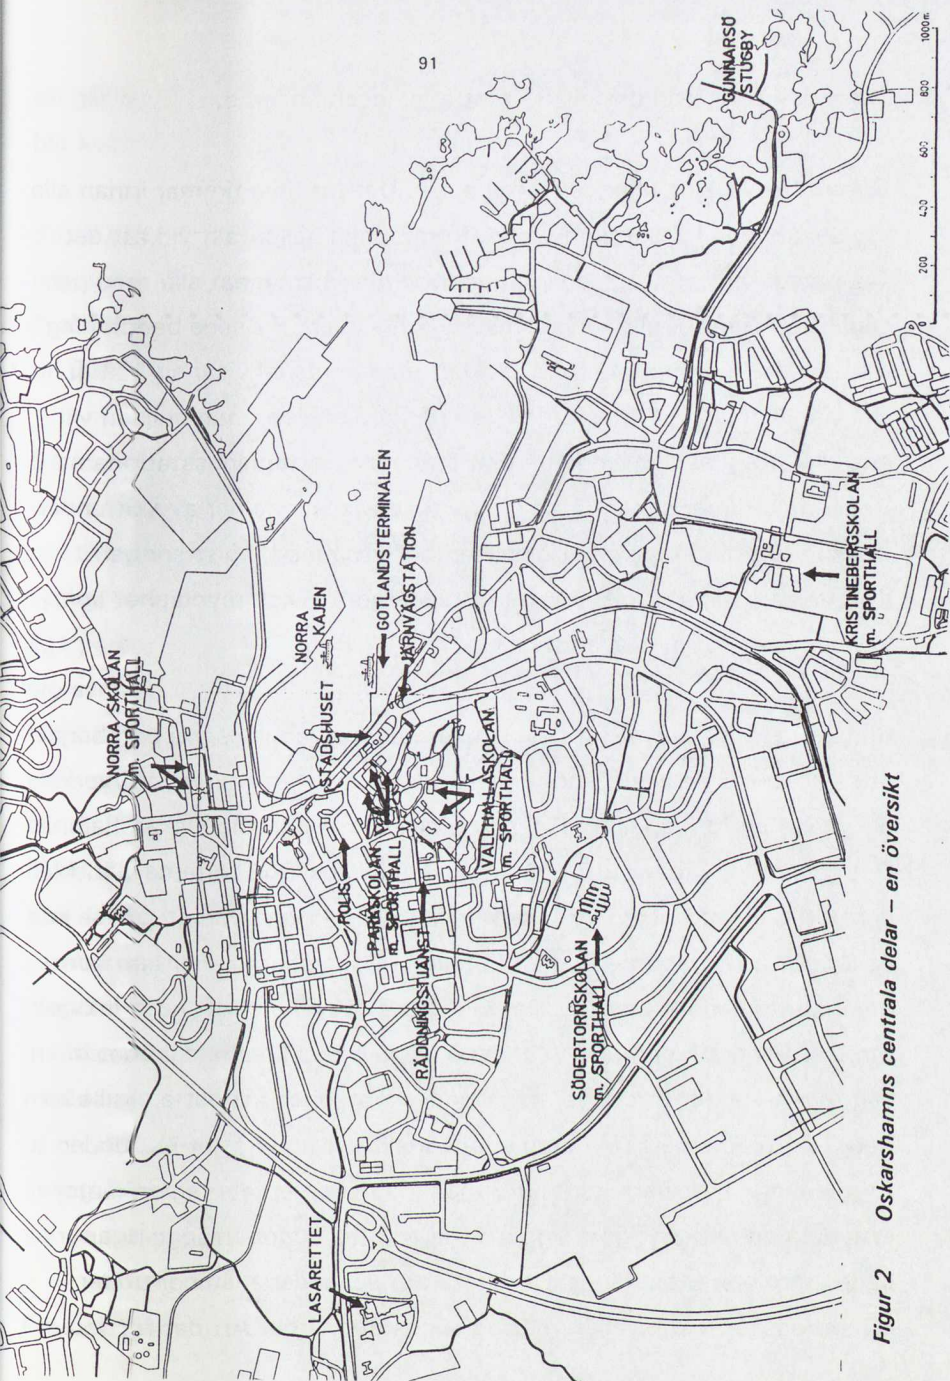 91
NORRA SKOLAN
m. SPORTHALL
NORRA
KAJEN
GOTLANDSTERMINALEN
JÄRNVÄGSTATION
STADSHUSET
POLIS
PARKSKOLAN
m. SPORTHALL
RÄDDNINGSTJÄNST
VALLHALLASKOLAN
m. SPORTHALL
SÖDERTORNSKOLAN
m. SPORTHALL
LASARETTET
KRISTINEBERGSKOLAN
m. SPORTHALL
GUNNARSÖ
STUGBY
200 400 600 800 1000m.
Figur 2 Oskarshamns centrala delar – en översikt